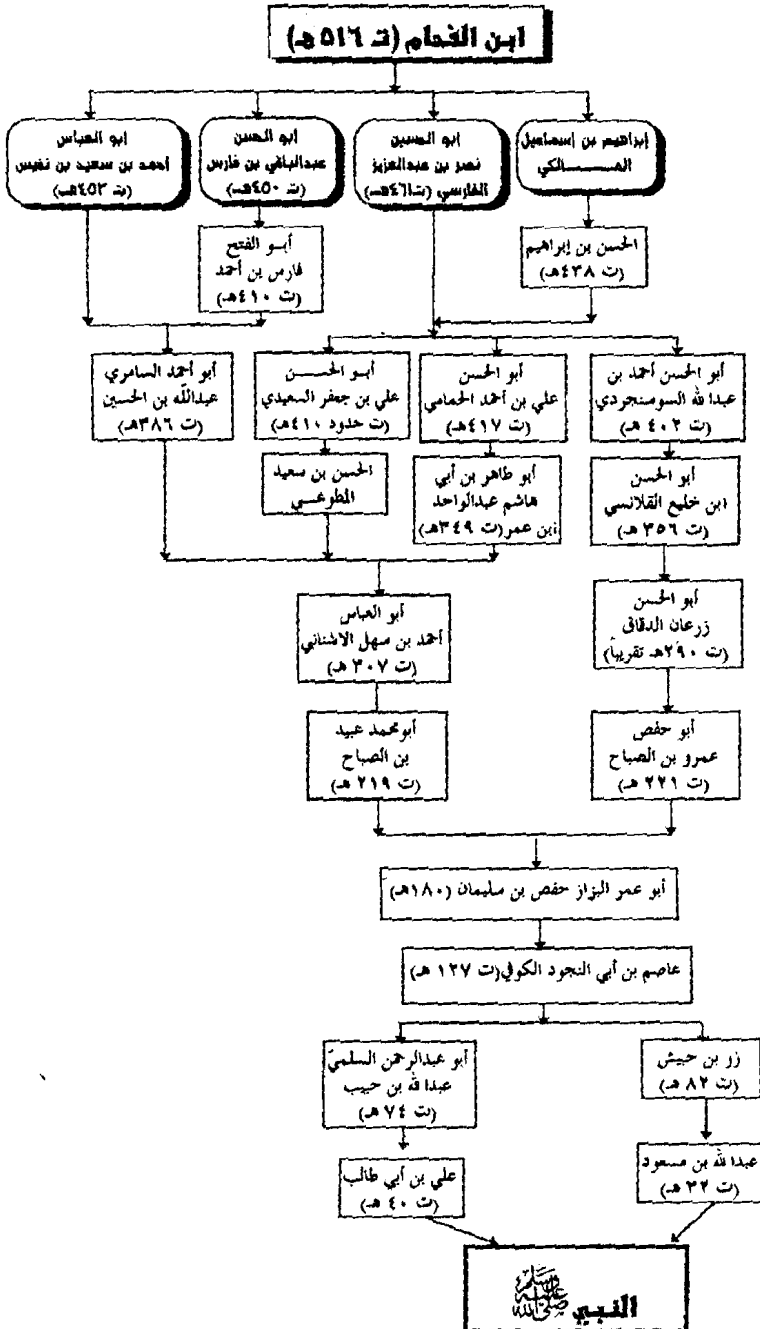 ابن الفحام (تـ ٥١٦ هـ)
إبراهيم بن إسماعيل
المـــــالكي
أبو الحسين
نصر بن عبدالعزيز
الفارسي (ت٤٦١هـ)
أبو الحسن
عبدالباقي بن فارس
(ت ٤٥٠هـ)
أبو العباس
أحمد بن سعيد بن نفيس
(ت ٤٥٣هـ)
الحسن بن إبراهيم
(ت ٤٣٨هـ)
أبــو الفتح
فارس بن أحمد
(ت ٤١٠هـ)
أبو الحسن أحمد بن
عبدالله السوسنجردي
(ت ٤٠٢ هـ)
أبو الحسن
علي بن أحمد الحمامي
(ت ٤١٧هـ)
أبــو الحســـن
علي بن جعفر السعيدي
(ت حدود ٤١٠هـ)
أبو أحمد السامري
عبدالله بن الحسين
(ت ٣٨٦هـ)
أبو الحسن
ابن خليع القلانسي
(ت ٣٥٦ هـ)
أبو طاهر بن أبي
هاشم عبدالواحد
ابن عمر(ت ٣٤٩هـ)
الحسن بن سعيد
المطوعــي
أبو الحسن
زرعان الدقاق
(ت ٢٩٠هـ تقريباً)
أبو العباس
أحمد بن سهل الاشناني
(ت ٣٠٧ هـ)
أبو حفص
عمرو بن الصباح
(ت ٢٢١ هـ)
أبومحمد عبيد
بن الصباح
(ت ٢١٩ هـ)
أبو عمر البزاز حفص بن سليمان (١٨٠هـ)
عاصم بن أبي النجود الكوفي(ت ١٢٧ هـ)
زر بن حبيش
(ت ٨٢ هـ)
أبو عبدالرحمن السلميّ
عبدالله بن حبيب
(ت ٧٤ هـ)
عبدالله بن مسعود
(ت ٣٢ هـ)
علي بن أبي طالب
(ت ٤٠ هـ)
النبي ﷺ